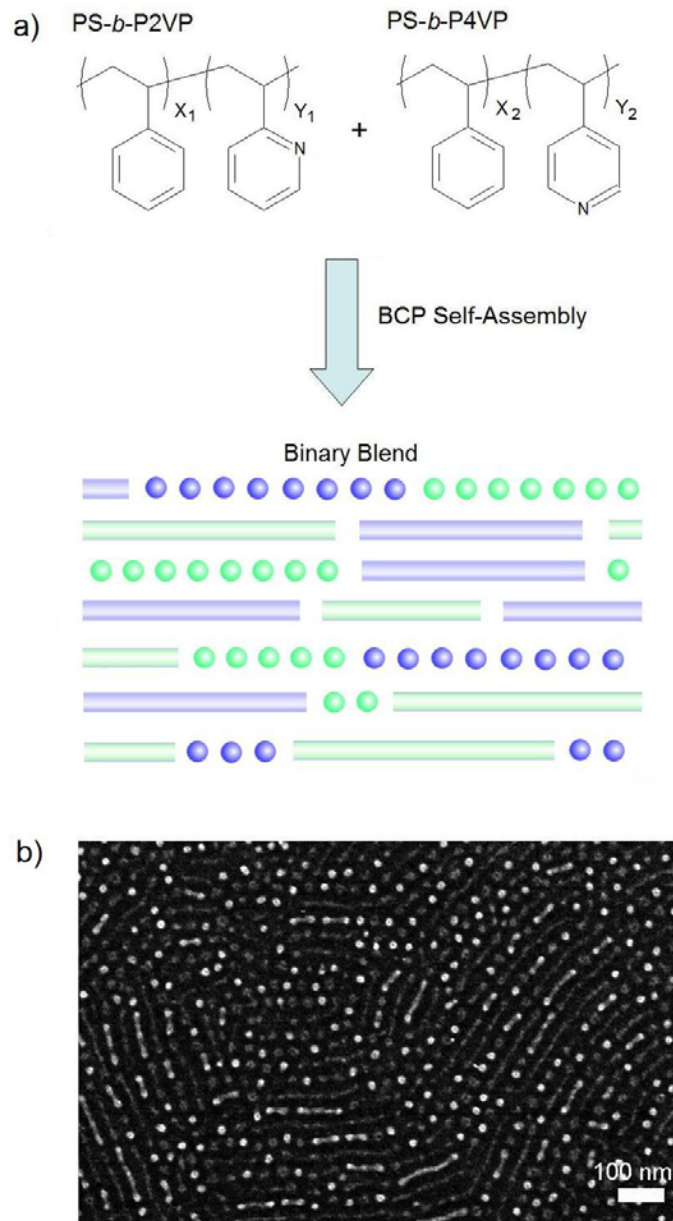 a)
PS-b-P2VP
PS-b-P4VP
X1
Y1
N
+
X2
Y2
N
BCP Self-Assembly
Binary Blend
b)
100 nm